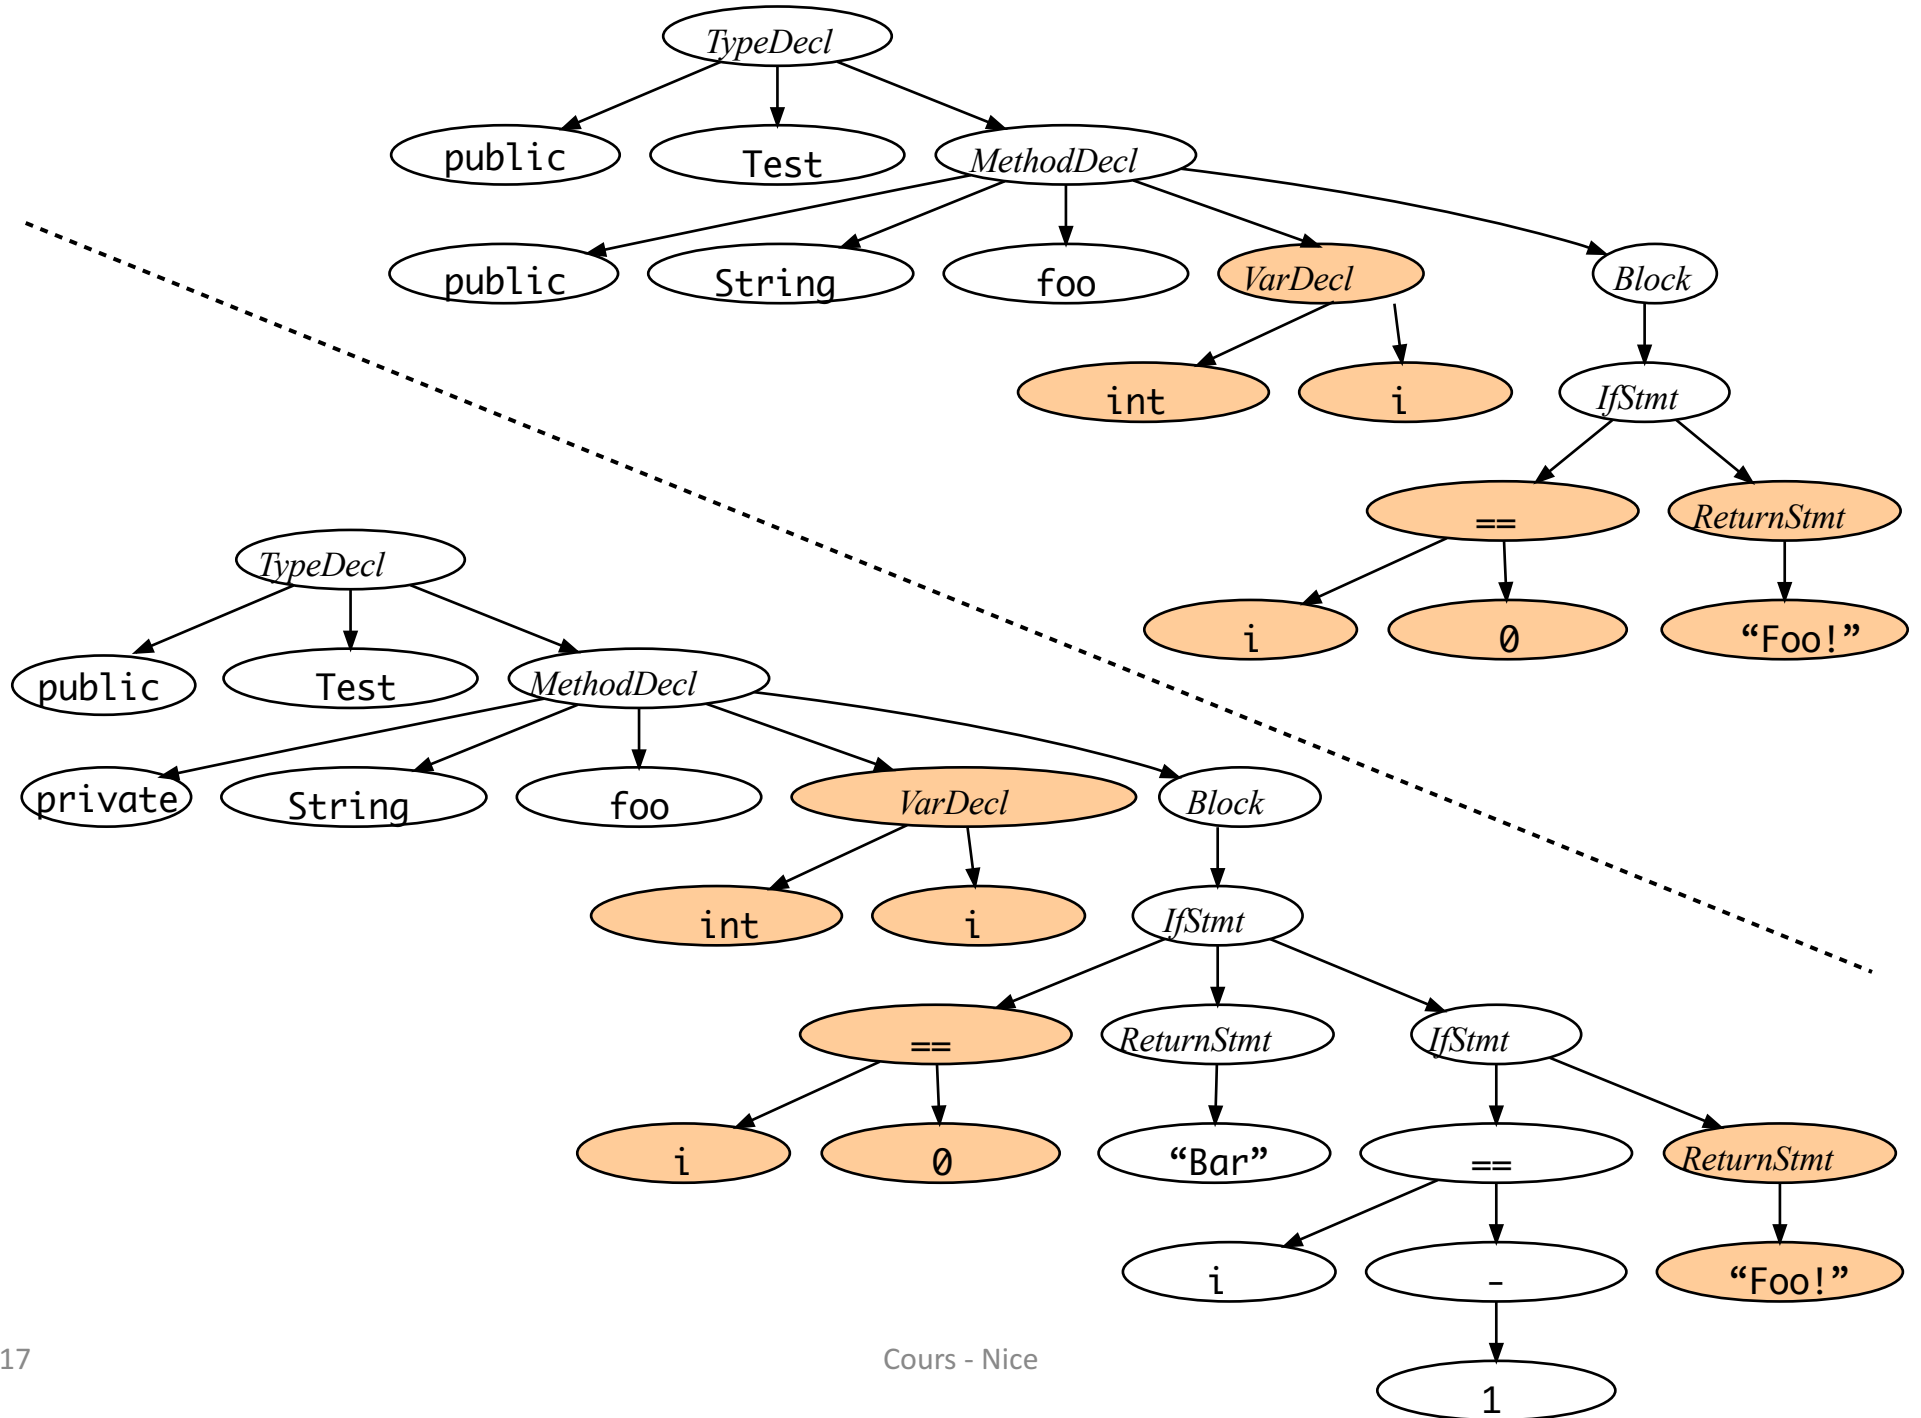 TypeDecl
public Test MethodDecl
public String foo VarDecl Block
int i IfStmt
== ReturnStmt
i 0 “Foo!”
TypeDecl
public Test MethodDecl
private String foo VarDecl Block
int i IfStmt
== ReturnStmt IfStmt
i 0 “Bar” == ReturnStmt
i - “Foo!”
1
17 Cours - Nice